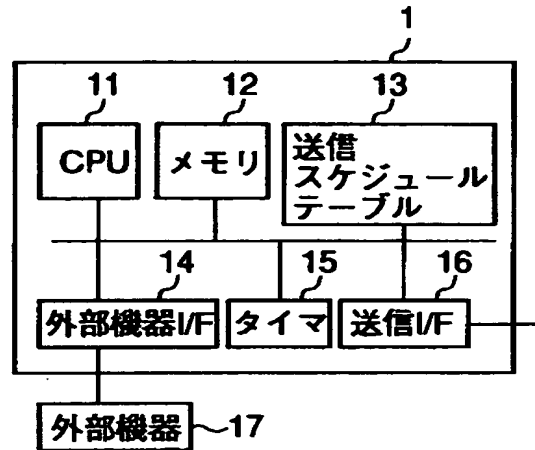 1
11
12
13
CPU
メモリ
送信
スケジュール
テーブル
14
15
16
外部機器I/F
タイマ
送信I/F
外部機器
17